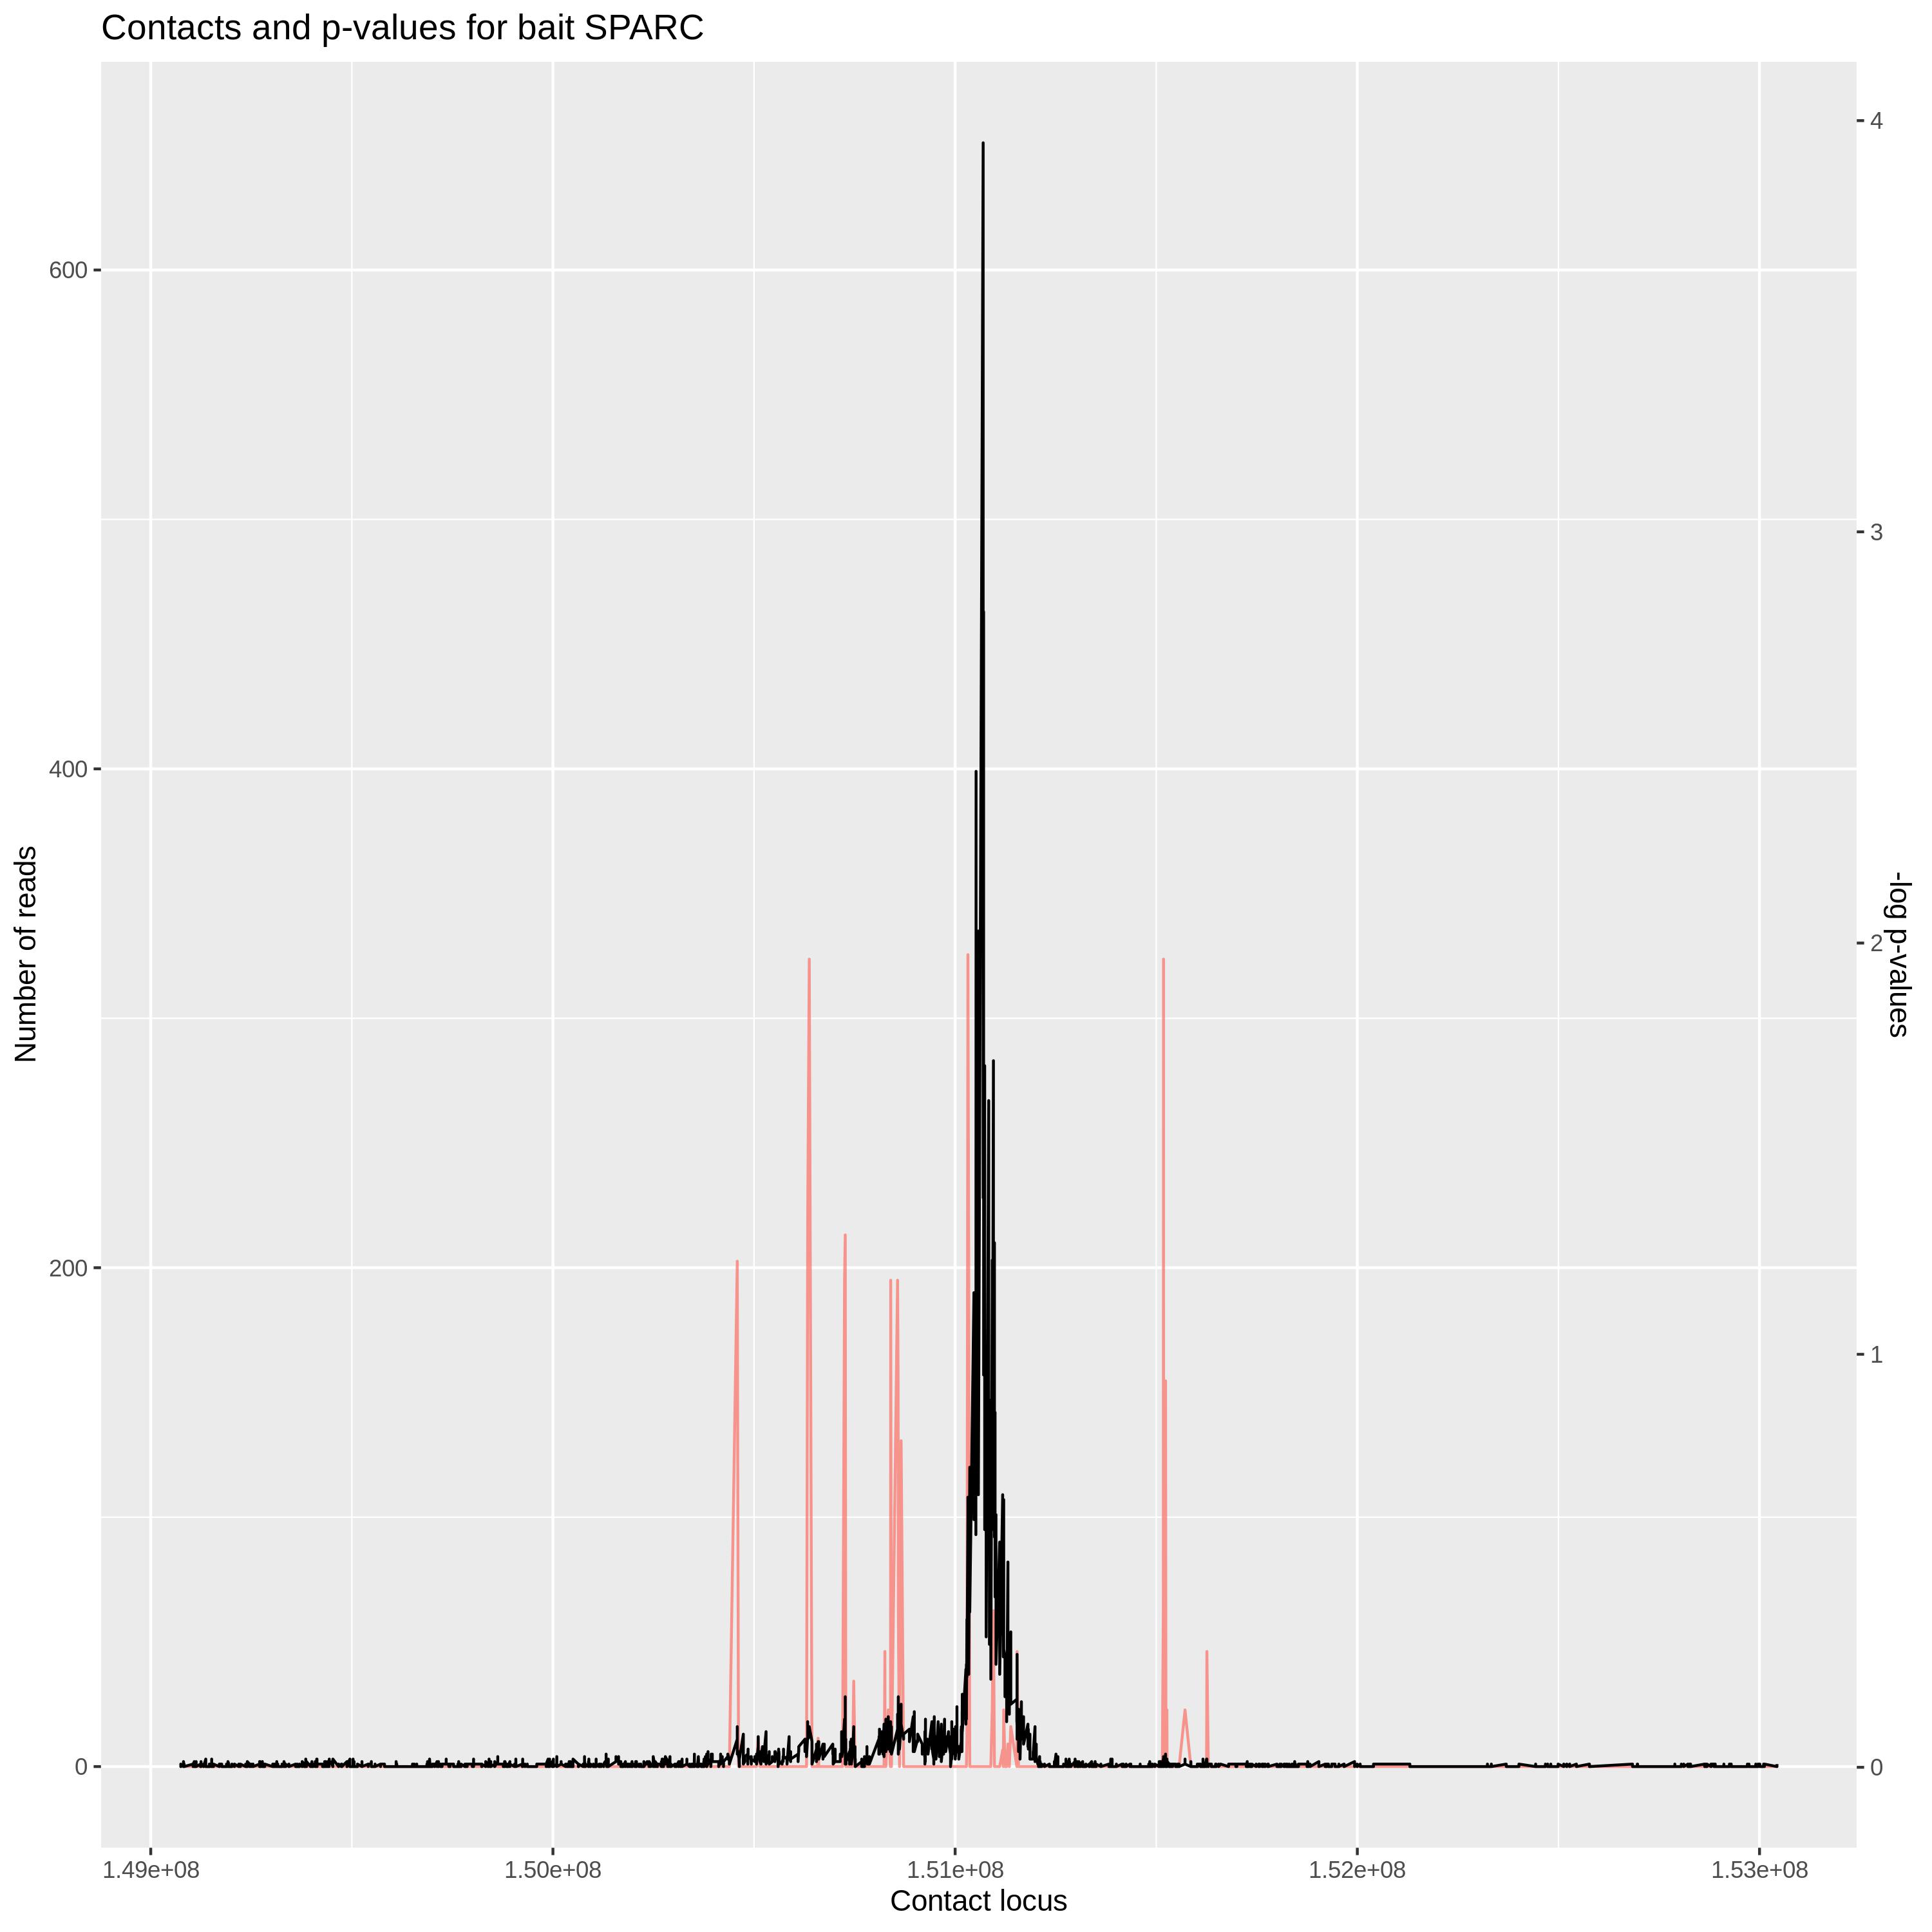 Contacts and p-values for bait SPARC
Number of reads
600
400
200
0
-log p-values
4
3
2
1
0
1.49e+08 1.50e+08 1.51e+08 1.52e+08 1.53e+08
Contact locus